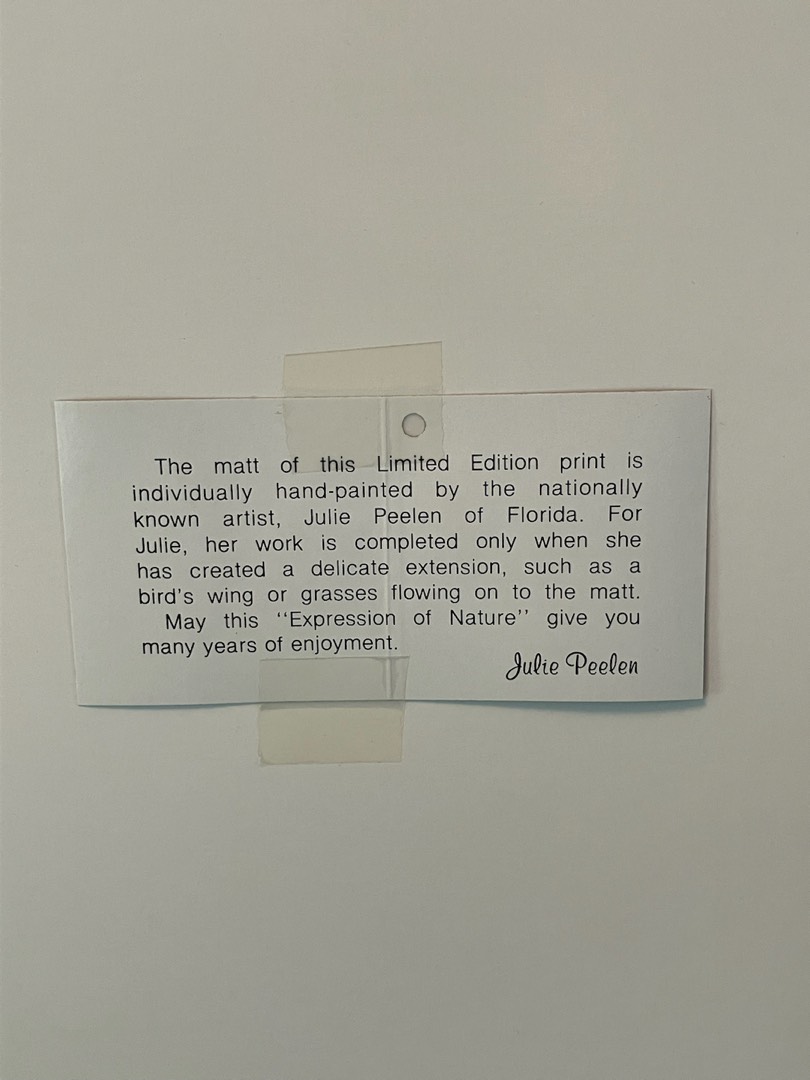 The matt of this Limited Edition print is
individually hand-painted by the nationally
known artist, Julie Peelen of Florida. For
Julie, her work is completed only when she
has created a delicate extension, such as a
bird's wing or grasses flowing on to the matt.
May this ‘‘Expression of Nature’’ give you
many years of enjoyment.
Julie Peelen